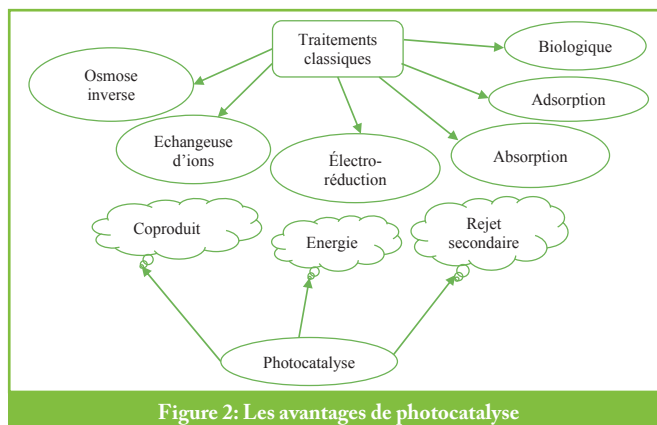 Traitements
classiques
Biologique
Osmose
inverse
Adsorption
Echangeuse
d'ions
Électro-
réduction
Absorption
Coproduit
Energie
Rejet
secondaire
Photocatalyse
Figure 2: Les avantages de photocatalyse